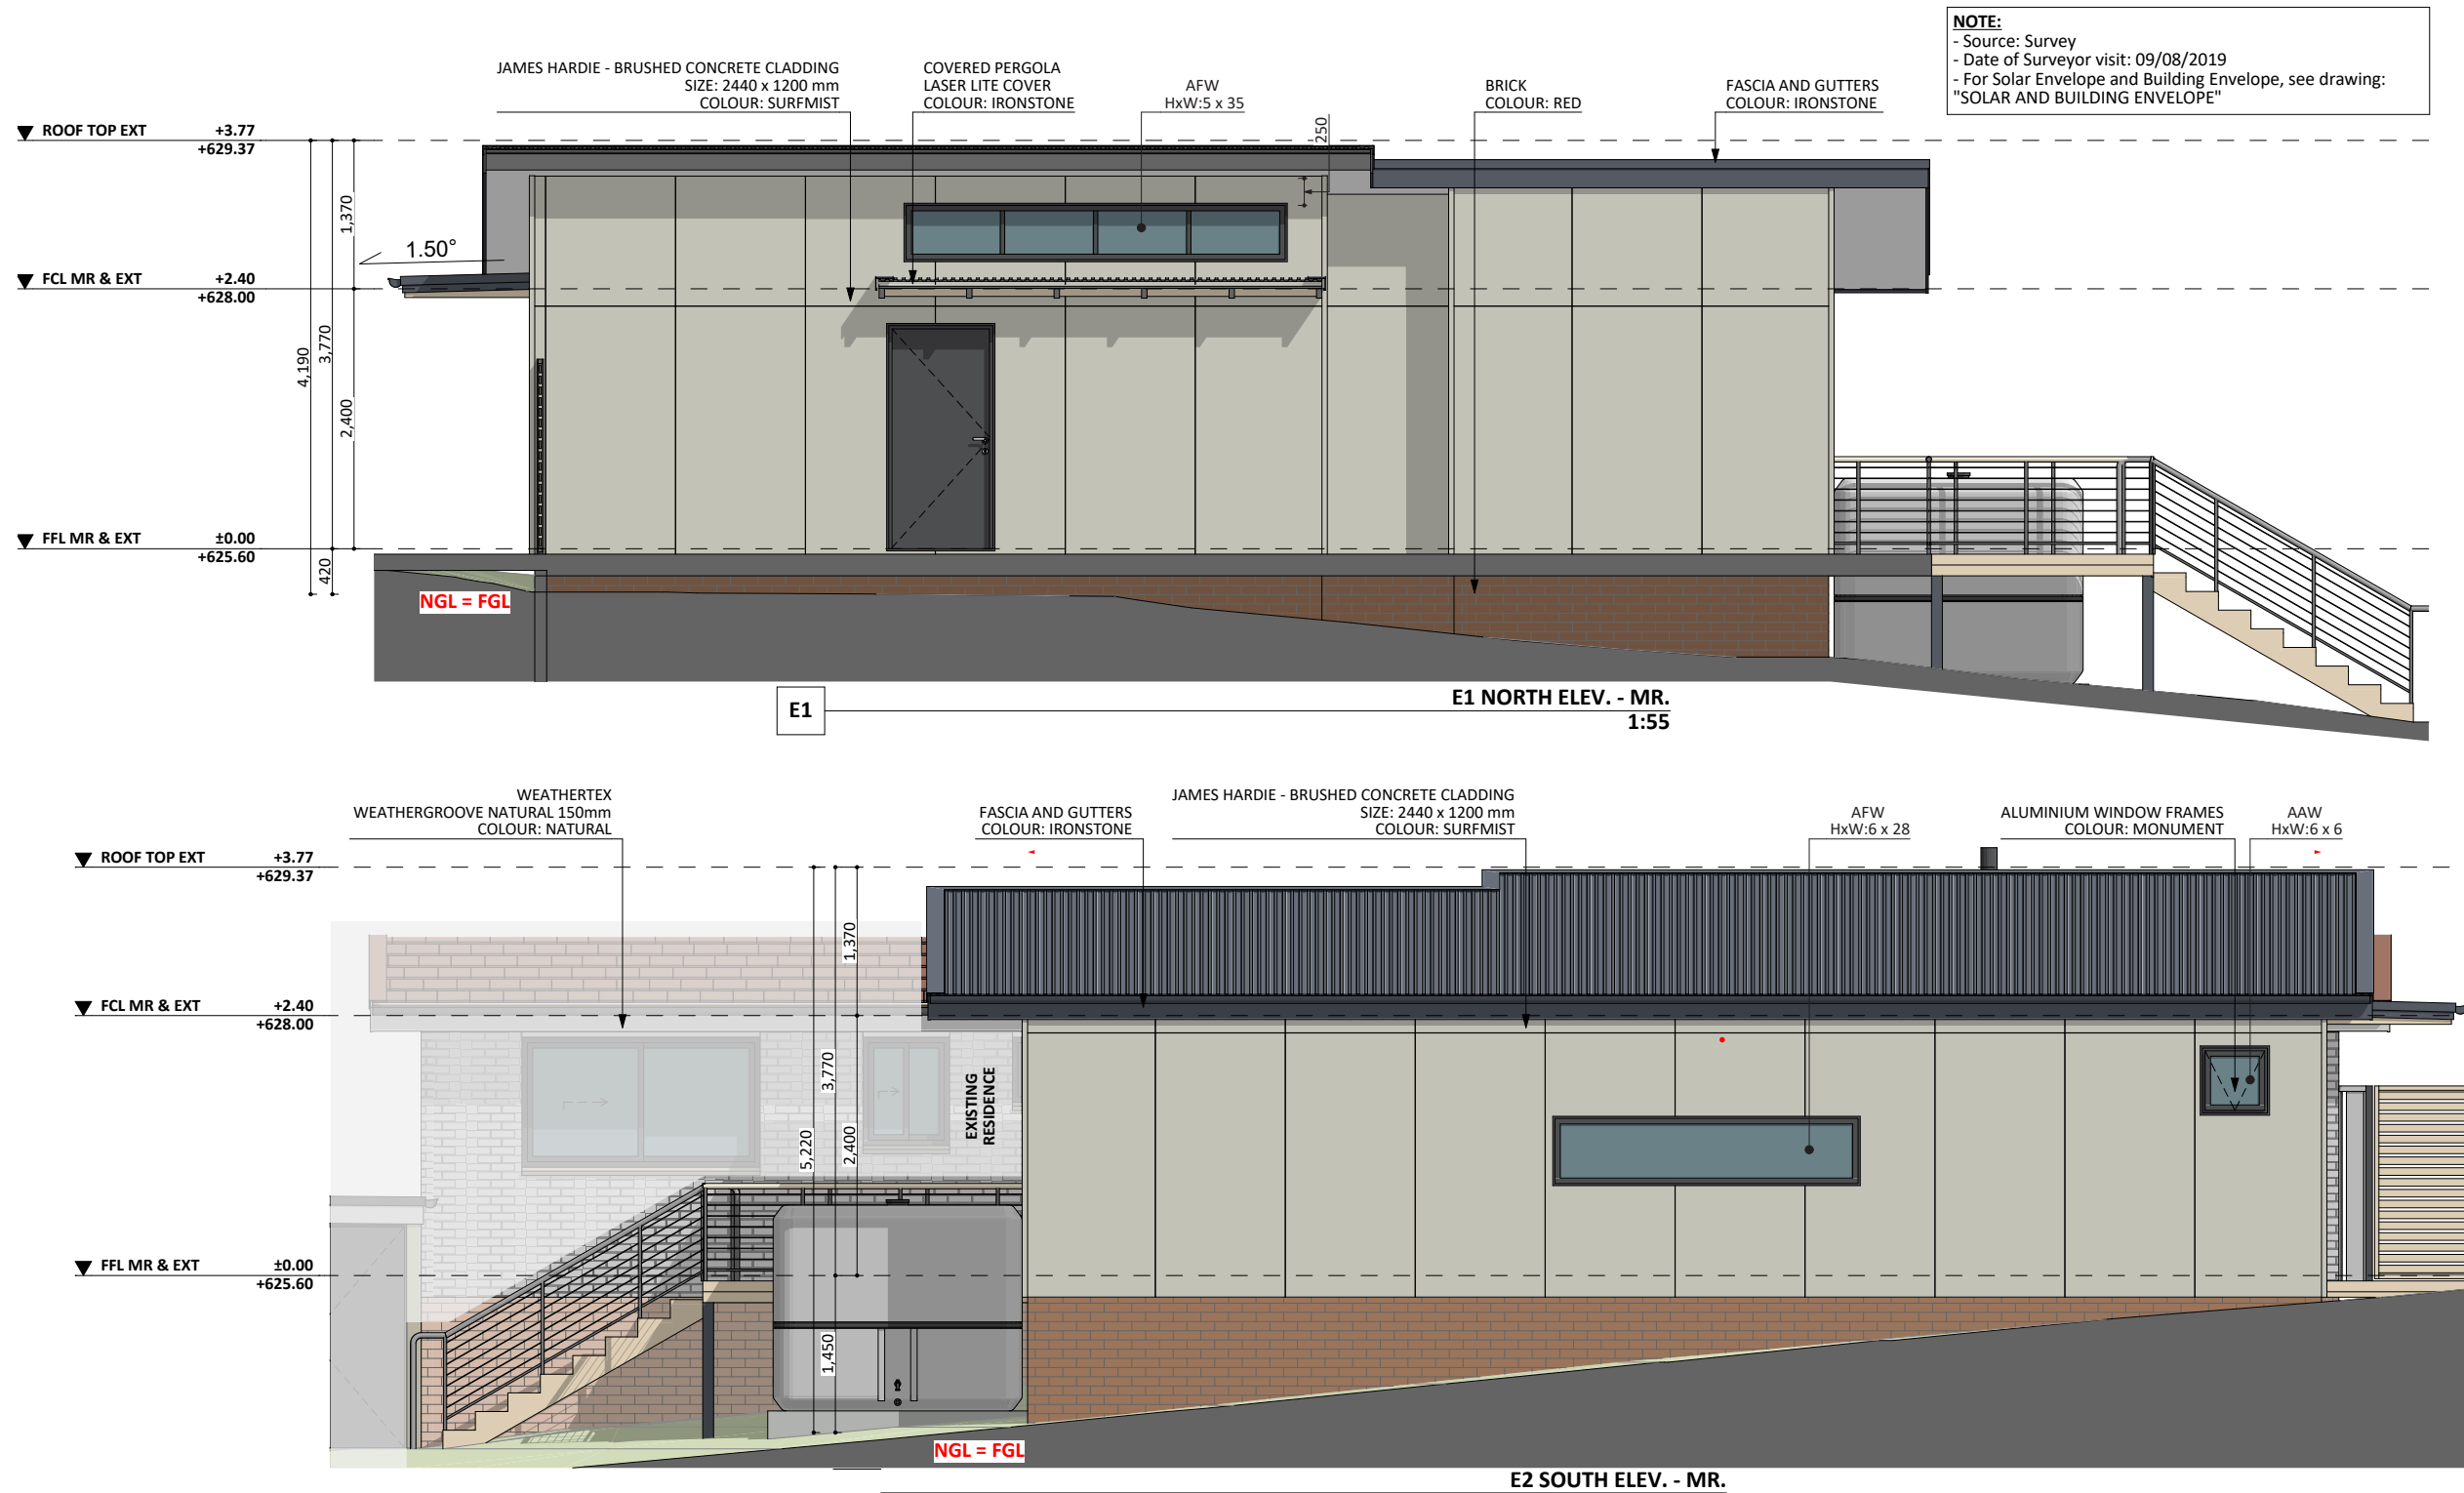 NOTE:
- Source: Survey
- Date of Surveyor visit: 09/08/2019
- For Solar Envelope and Building Envelope, see drawing:
"SOLAR AND BUILDING ENVELOPE"
JAMES HARDIE - BRUSHED CONCRETE CLADDING
SIZE: 2440 x 1200 mm
COLOUR: SURFMIST
COVERED PERGOLA
LASER LITE COVER
COLOUR: IRONSTONE
AFW
HxW:5 x 35
BRICK
COLOUR: RED
FASCIA AND GUTTERS
COLOUR: IRONSTONE
ROOF TOP EXT +3.77
+629.37
250
1,370
1.50°
FCL MR & EXT +2.40
+628.00
4,190
3,770
2,400
FFL MR & EXT ±0.00
+625.60
420
NGL = FGL
E1
E1 NORTH ELEV. - MR.
1:55
WEATHERTEX
WEATHERGROOVE NATURAL 150mm
COLOUR: NATURAL
FASCIA AND GUTTERS
COLOUR: IRONSTONE
JAMES HARDIE - BRUSHED CONCRETE CLADDING
SIZE: 2440 x 1200 mm
COLOUR: SURFMIST
AFW
HxW:6 x 28
ALUMINIUM WINDOW FRAMES
COLOUR: MONUMENT
AAW
HxW:6 x 6
ROOF TOP EXT +3.77
+629.37
1,370
FCL MR & EXT +2.40
+628.00
3,770
5,220
2,400
EXISTING
RESIDENCE
FFL MR & EXT ±0.00
+625.60
1,450
NGL = FGL
E2 SOUTH ELEV. - MR.